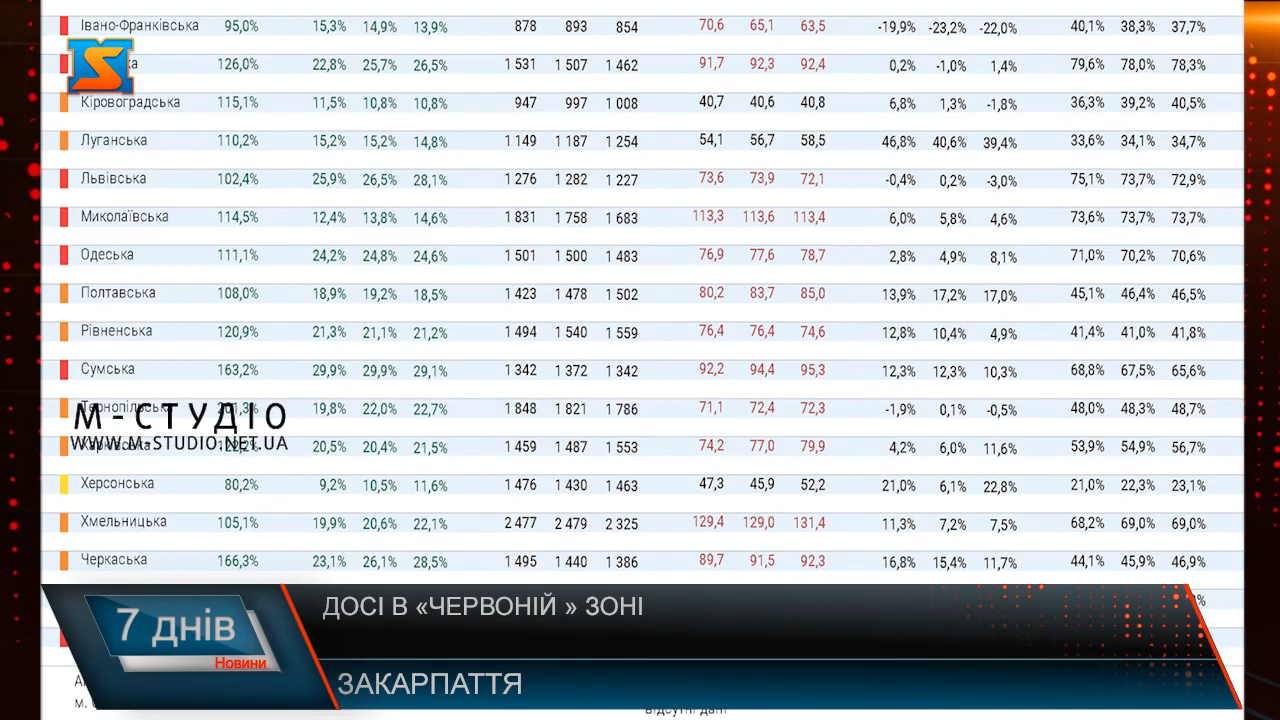 Івано-Франківська 95,0% 15,3% 14,9% 13,9% 878 893 854 70,6 65,1 63,5 -19,9% -23,2% -22,0% 40,1% 38,3% 37,7%
126,0% 22,8% 25,7% 26,5% 1 531 1 507 1 462 91,7 92,3 92,4 0,2% -1,0% 1,4% 79,6% 78,0% 78,3%
Кіровоградська 115,1% 11,5% 10,8% 10,8% 947 997 1 008 40,7 40,6 40,8 6,8% 1,3% -1,8% 36,3% 39,2% 40,5%
Луганська 110,2% 15,2% 15,2% 14,8% 1 149 1 187 1 254 54,1 56,7 58,5 46,8% 40,6% 39,4% 33,6% 34,1% 34,7%
Львівська 102,4% 25,9% 26,5% 28,1% 1 276 1 282 1 227 73,6 73,9 72,1 -0,4% 0,2% -3,0% 75,1% 73,7% 72,9%
Миколаївська 114,5% 12,4% 13,8% 14,6% 1 831 1 758 1 683 113,3 113,6 113,4 6,0% 5,8% 4,6% 73,6% 73,7% 73,7%
Одеська 111,1% 24,2% 24,8% 24,6% 1 501 1 500 1 483 76,9 77,6 78,7 2,8% 4,9% 8,1% 71,0% 70,2% 70,6%
Полтавська 108,0% 18,9% 19,2% 18,5% 1 423 1 478 1 502 80,2 83,7 85,0 13,9% 17,2% 17,0% 45,1% 46,4% 46,5%
Рівненська 120,9% 21,3% 21,1% 21,2% 1 494 1 540 1 559 76,4 76,4 74,6 12,8% 10,4% 4,9% 41,4% 41,0% 41,8%
Сумська 163,2% 29,9% 29,9% 29,1% 1 342 1 372 1 342 92,2 94,4 95,3 12,3% 12,3% 10,3% 68,8% 67,5% 65,6%
19,8% 22,0% 22,7% 1 848 1 821 1 786 71,1 72,4 72,3 -1,9% 0,1% -0,5% 48,0% 48,3% 48,7%
М-СТУДІО
WWW.M-STUDIO.NET.UA
20,5% 20,4% 21,5% 1 459 1 487 1 553 74,2 77,0 79,9 4,2% 6,0% 11,6% 53,9% 54,9% 56,7%
Херсонська 80,2% 9,2% 10,5% 11,6% 1 476 1 430 1 463 47,3 45,9 52,2 21,0% 6,1% 22,8% 21,0% 22,3% 23,1%
Хмельницька 105,1% 19,9% 20,6% 22,1% 2 477 2 479 2 325 129,4 129,0 131,4 11,3% 7,2% 7,5% 68,2% 69,0% 69,0%
Черкаська 166,3% 23,1% 26,1% 28,5% 1 495 1 440 1 386 89,7 91,5 92,3 16,8% 15,4% 11,7% 44,1% 45,9% 46,9%
ДОСІ В «ЧЕРВОНІЙ » ЗОНІ
7 днів
Новини
ЗАКАРПАТТЯ
м.